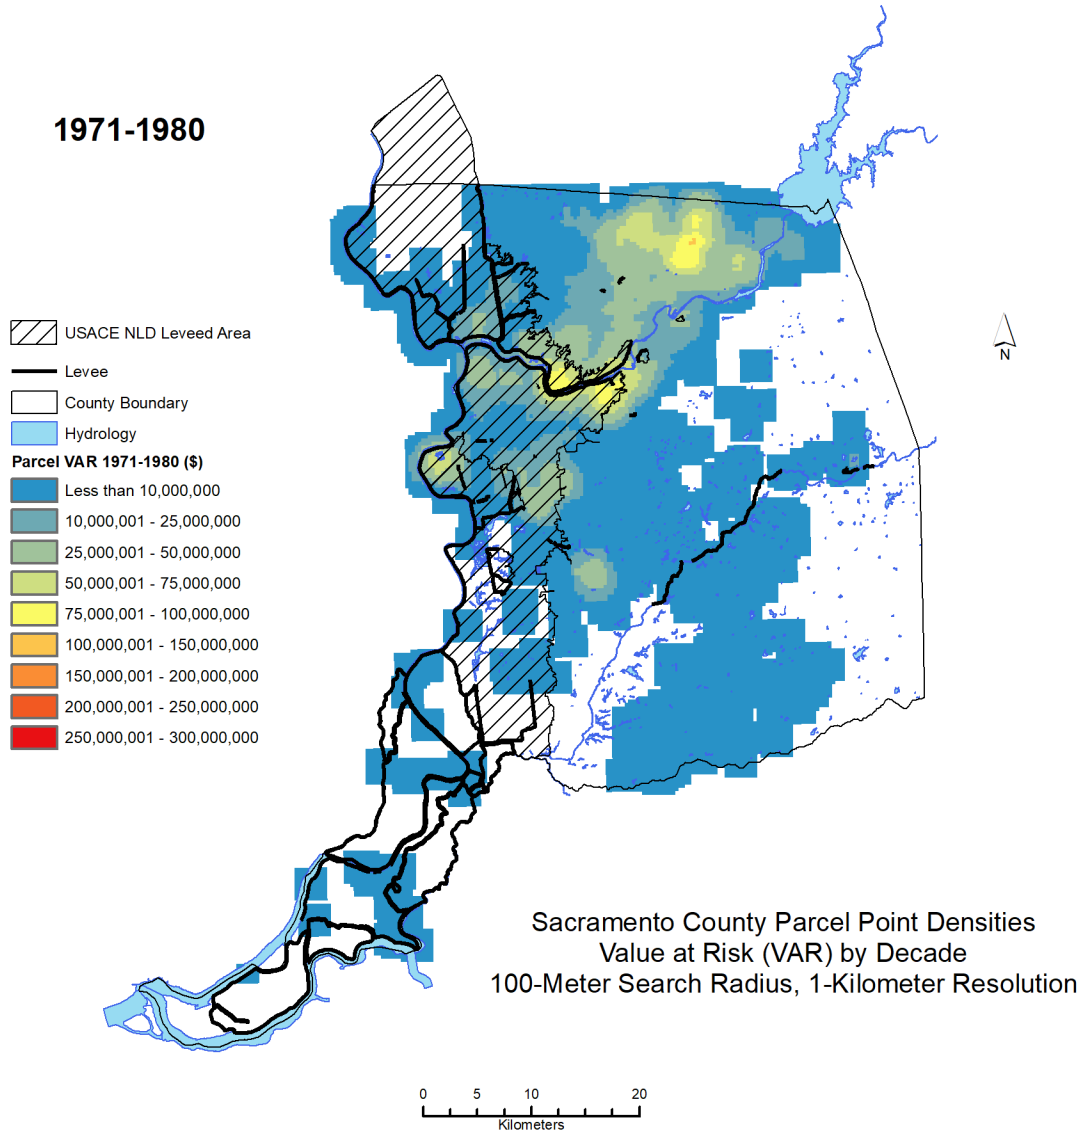 1971-1980
N
USACE NLD Leveed Area
Levee
County Boundary
Hydrology
Parcel VAR 1971-1980 ($)
Less than 10,000,000
10,000,001 - 25,000,000
25,000,001 - 50,000,000
50,000,001 - 75,000,000
75,000,001 - 100,000,000
100,000,001 - 150,000,000
150,000,001 - 200,000,000
200,000,001 - 250,000,000
250,000,001 - 300,000,000
Sacramento County Parcel Point Densities
Value at Risk (VAR) by Decade
100-Meter Search Radius, 1-Kilometer Resolution
0 5 10 20
Kilometers